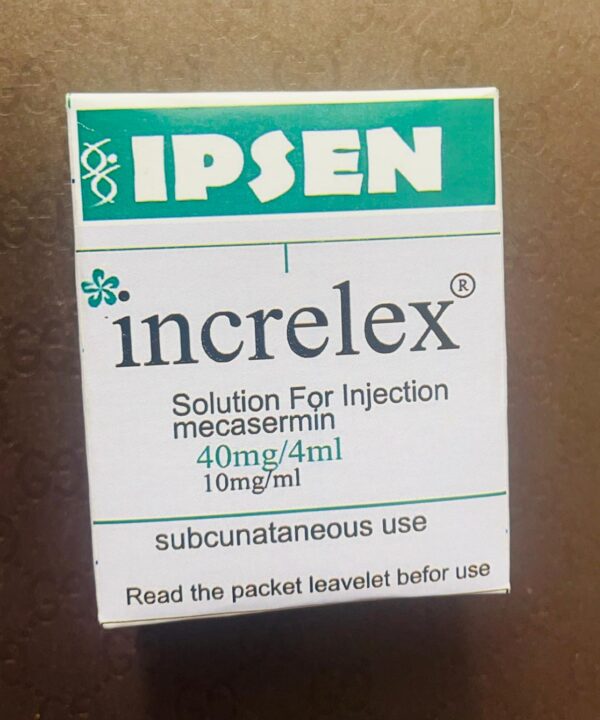 IPSEN
increlex®
Solution For Injection
mecasermin
40mg/4ml
10mg/ml
subcunataneous use
Read the packet leavelet befor use